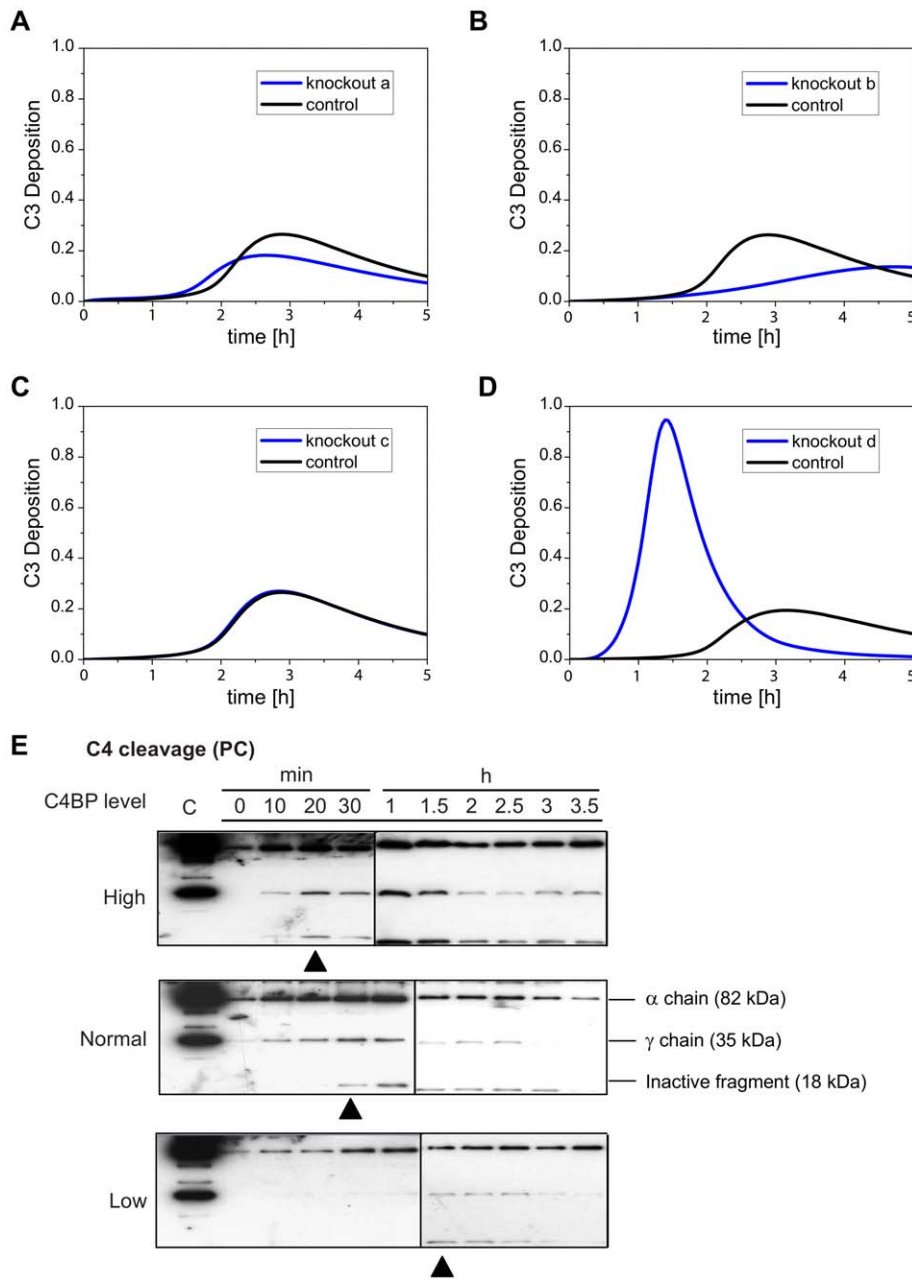 A
C3 Deposition
1.0
0.8
0.6
0.4
0.2
0.0
0 1 2 3 4 5
time [h]
knockout a
control
B
C3 Deposition
1.0
0.8
0.6
0.4
0.2
0.0
0 1 2 3 4 5
time [h]
knockout b
control
C
C3 Deposition
1.0
0.8
0.6
0.4
0.2
0.0
0 1 2 3 4 5
time [h]
knockout c
control
D
C3 Deposition
1.0
0.8
0.6
0.4
0.2
0.0
0 1 2 3 4 5
time [h]
knockout d
control
E C4 cleavage (PC)
min h
C4BP level C 0 10 20 30 1 1.5 2 2.5 3 3.5
High
Normal
α chain (82 kDa)
γ chain (35 kDa)
Inactive fragment (18 kDa)
Low